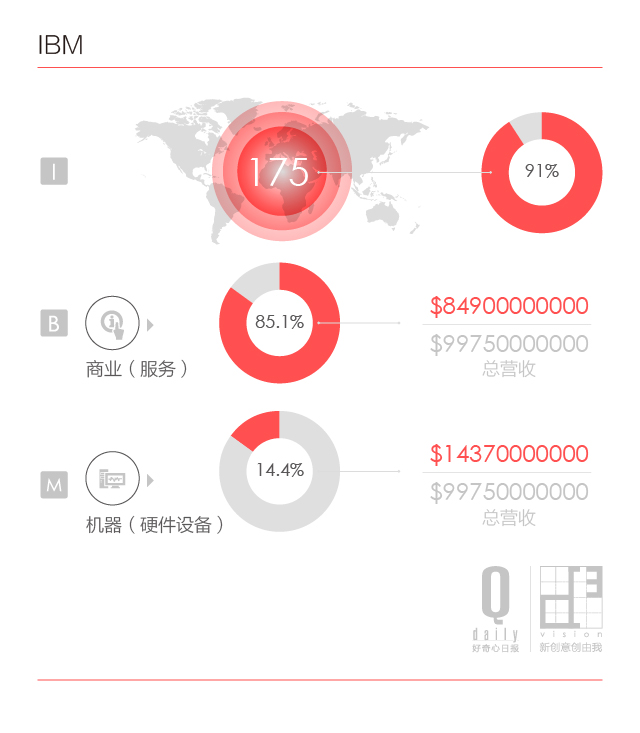 IBM
I
175
91%
B
商业（服务）
85.1%
$84900000000
$99750000000
总营收
M
机器（硬件设备）
14.4%
$14370000000
$99750000000
总营收
Q
daily
好奇心日报
vision
新创意创由我